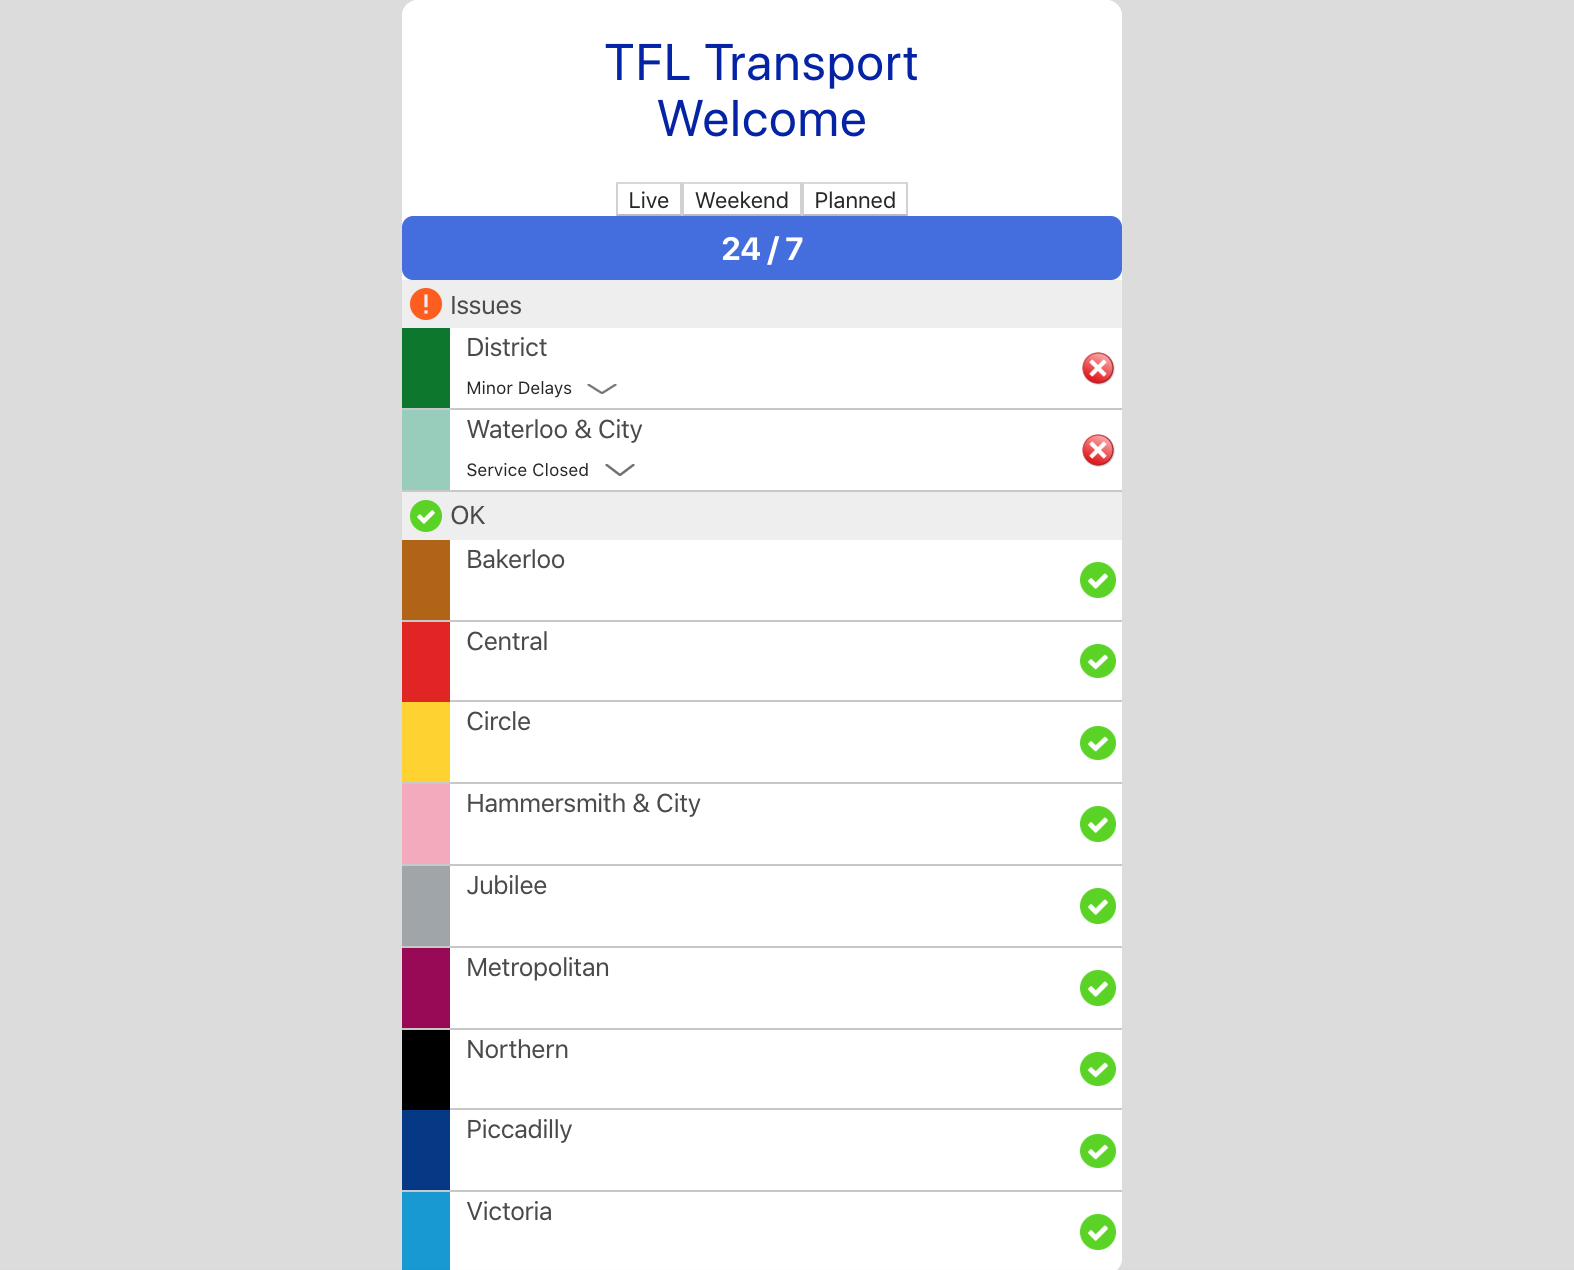 TFL Transport
Welcome
Live Weekend Planned
24 / 7
Issues
District
Minor Delays
Waterloo & City
Service Closed
OK
Bakerloo
Central
Circle
Hammersmith & City
Jubilee
Metropolitan
Northern
Piccadilly
Victoria